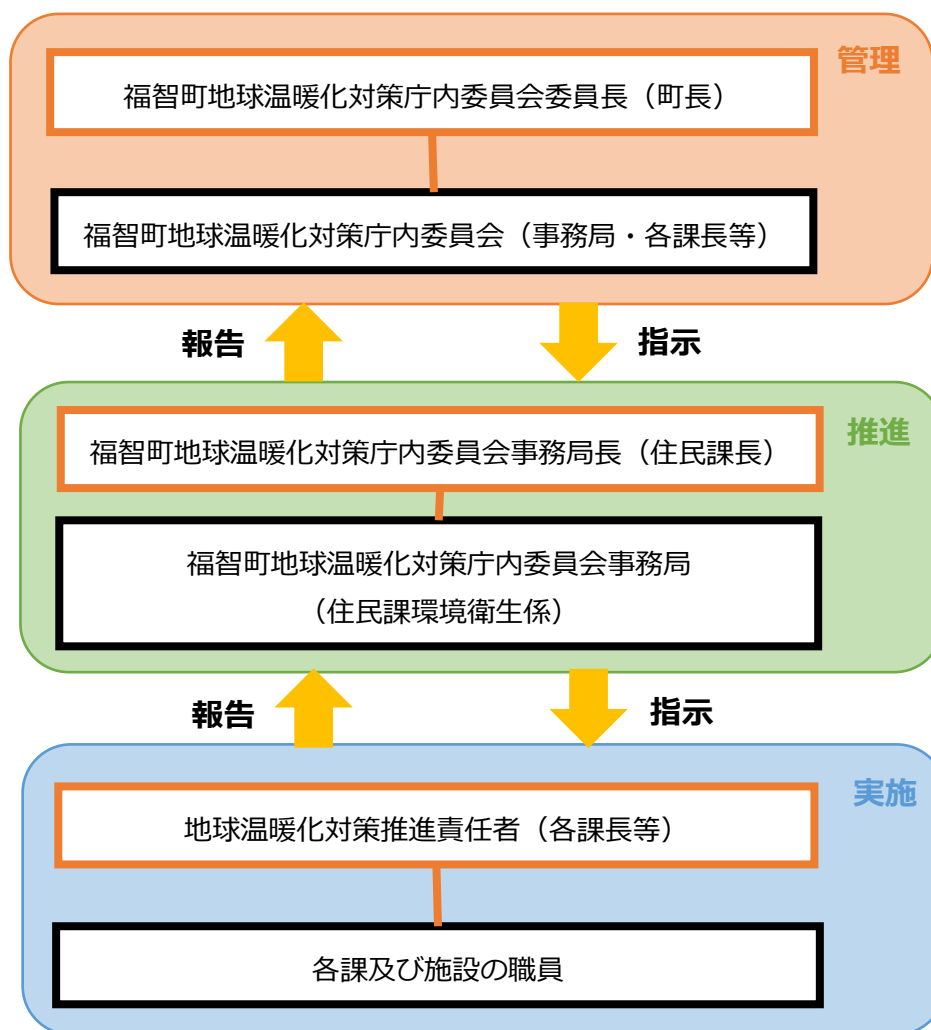 管理
福智町地球温暖化対策庁内委員会委員長（町長）
福智町地球温暖化対策庁内委員会（事務局・各課長等）
報告
指示
推進
福智町地球温暖化対策庁内委員会事務局長（住民課長）
福智町地球温暖化対策庁内委員会事務局
（住民課環境衛生係）
報告
指示
実施
地球温暖化対策推進責任者（各課長等）
各課及び施設の職員